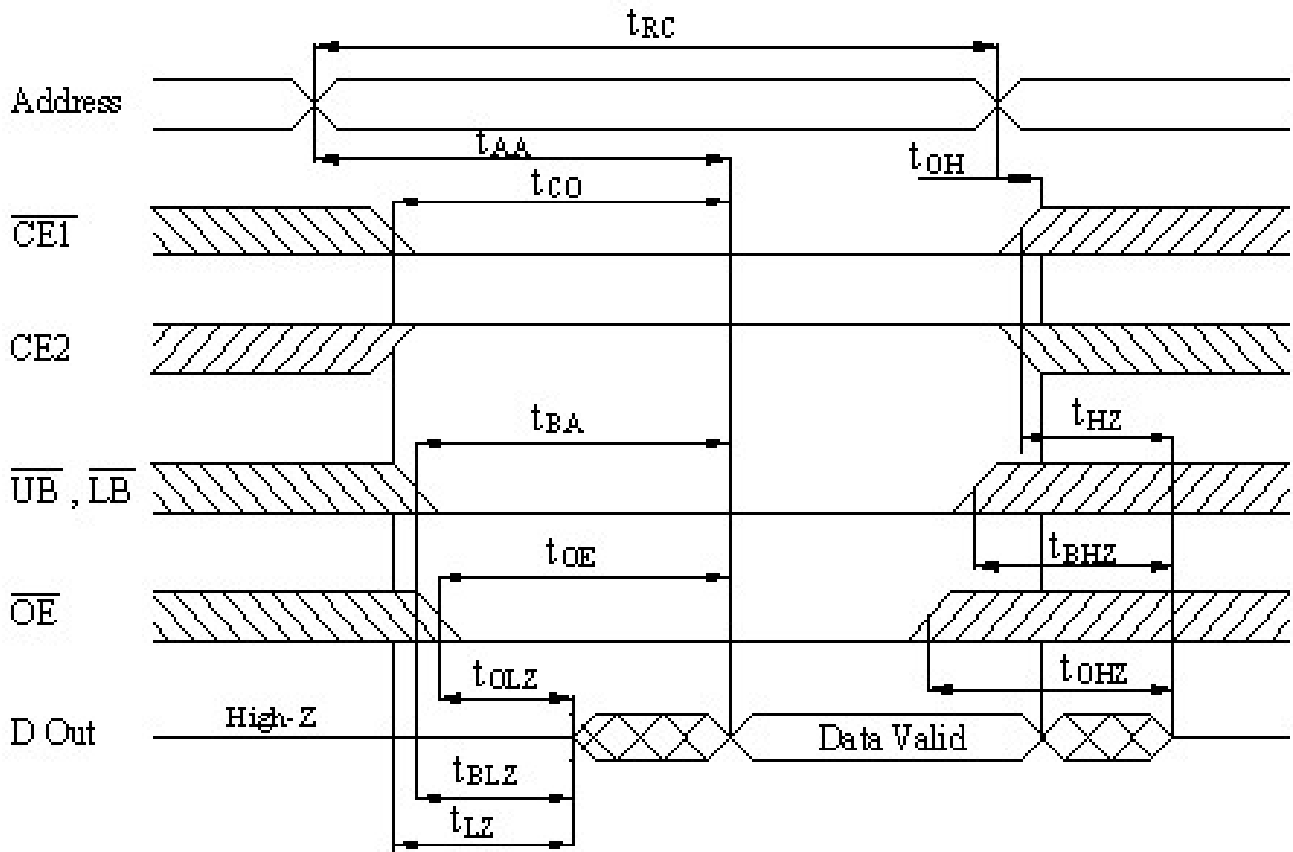 tRC
Address
tAA
tOH
tCO
CE1
CE2
tBA
tHZ
UB , LB
tOE
tBHZ
OE
tOLZ
tOHZ
High-Z
D Out
Data Valid
tBLZ
tLZ